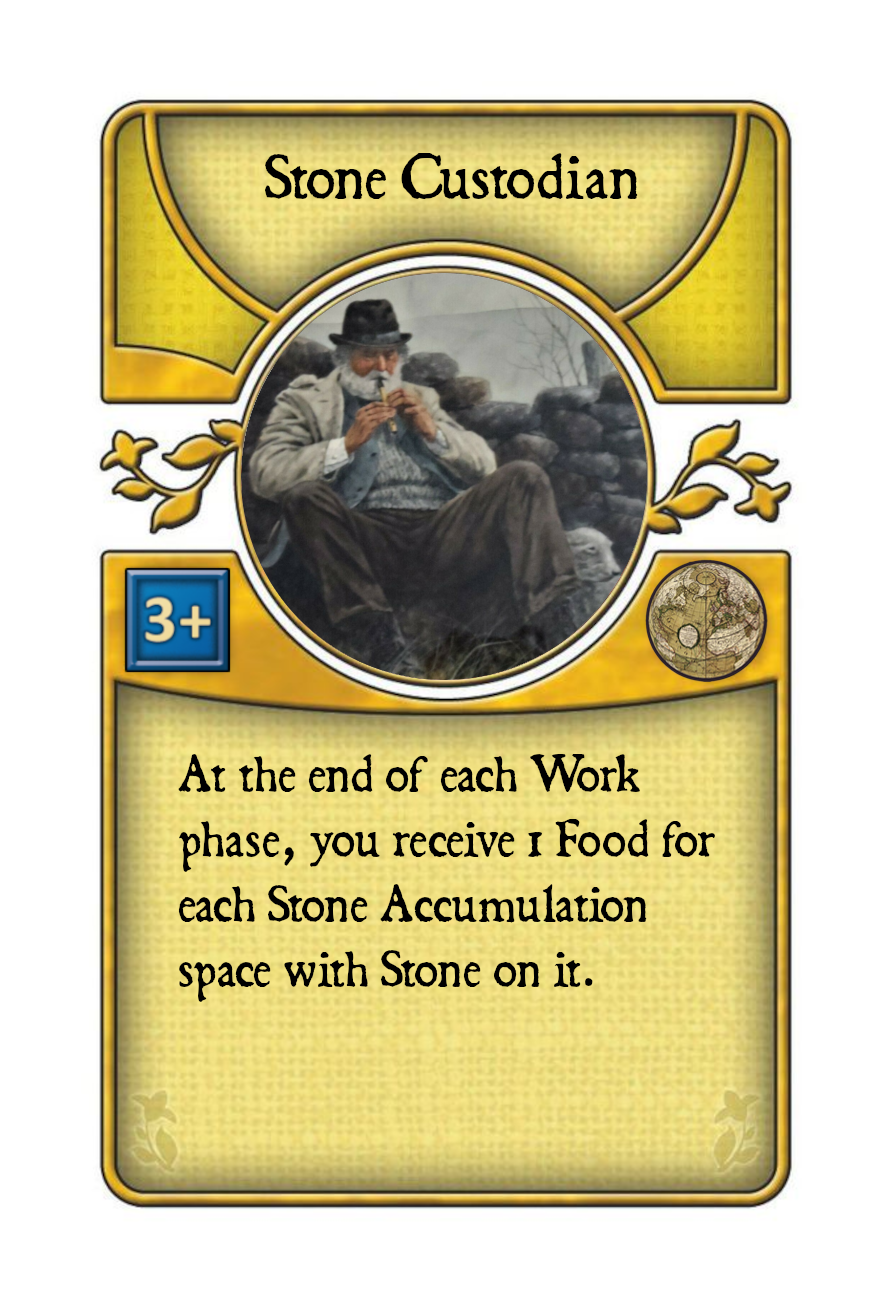 Stone Custodian
3+
At the end of each Work
phase, you receive 1 Food for
each Stone Accumulation
space with Stone on it.